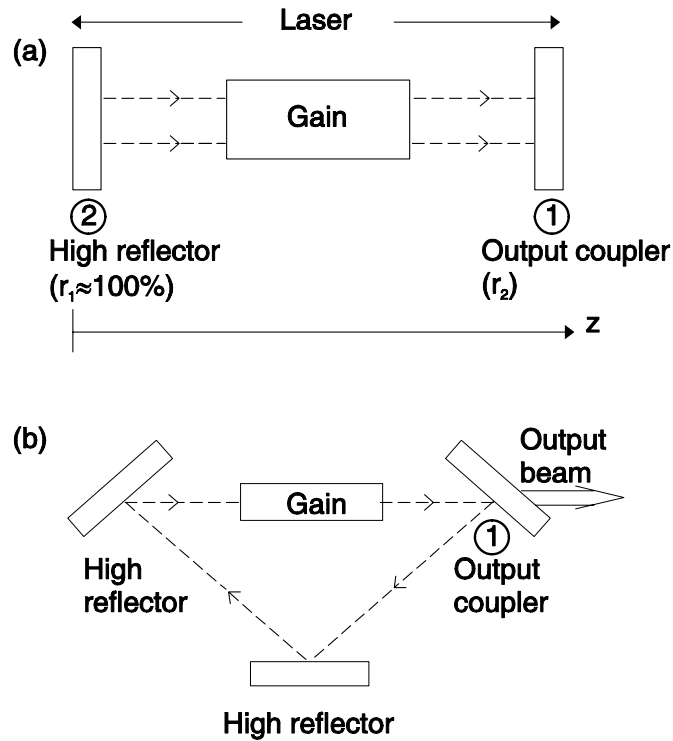 Laser
(a)
Gain
② ①
High reflector Output coupler
(r₁≈100%) (r₂)
z
(b)
Output
beam
Gain
①
High Output
reflector coupler
High reflector